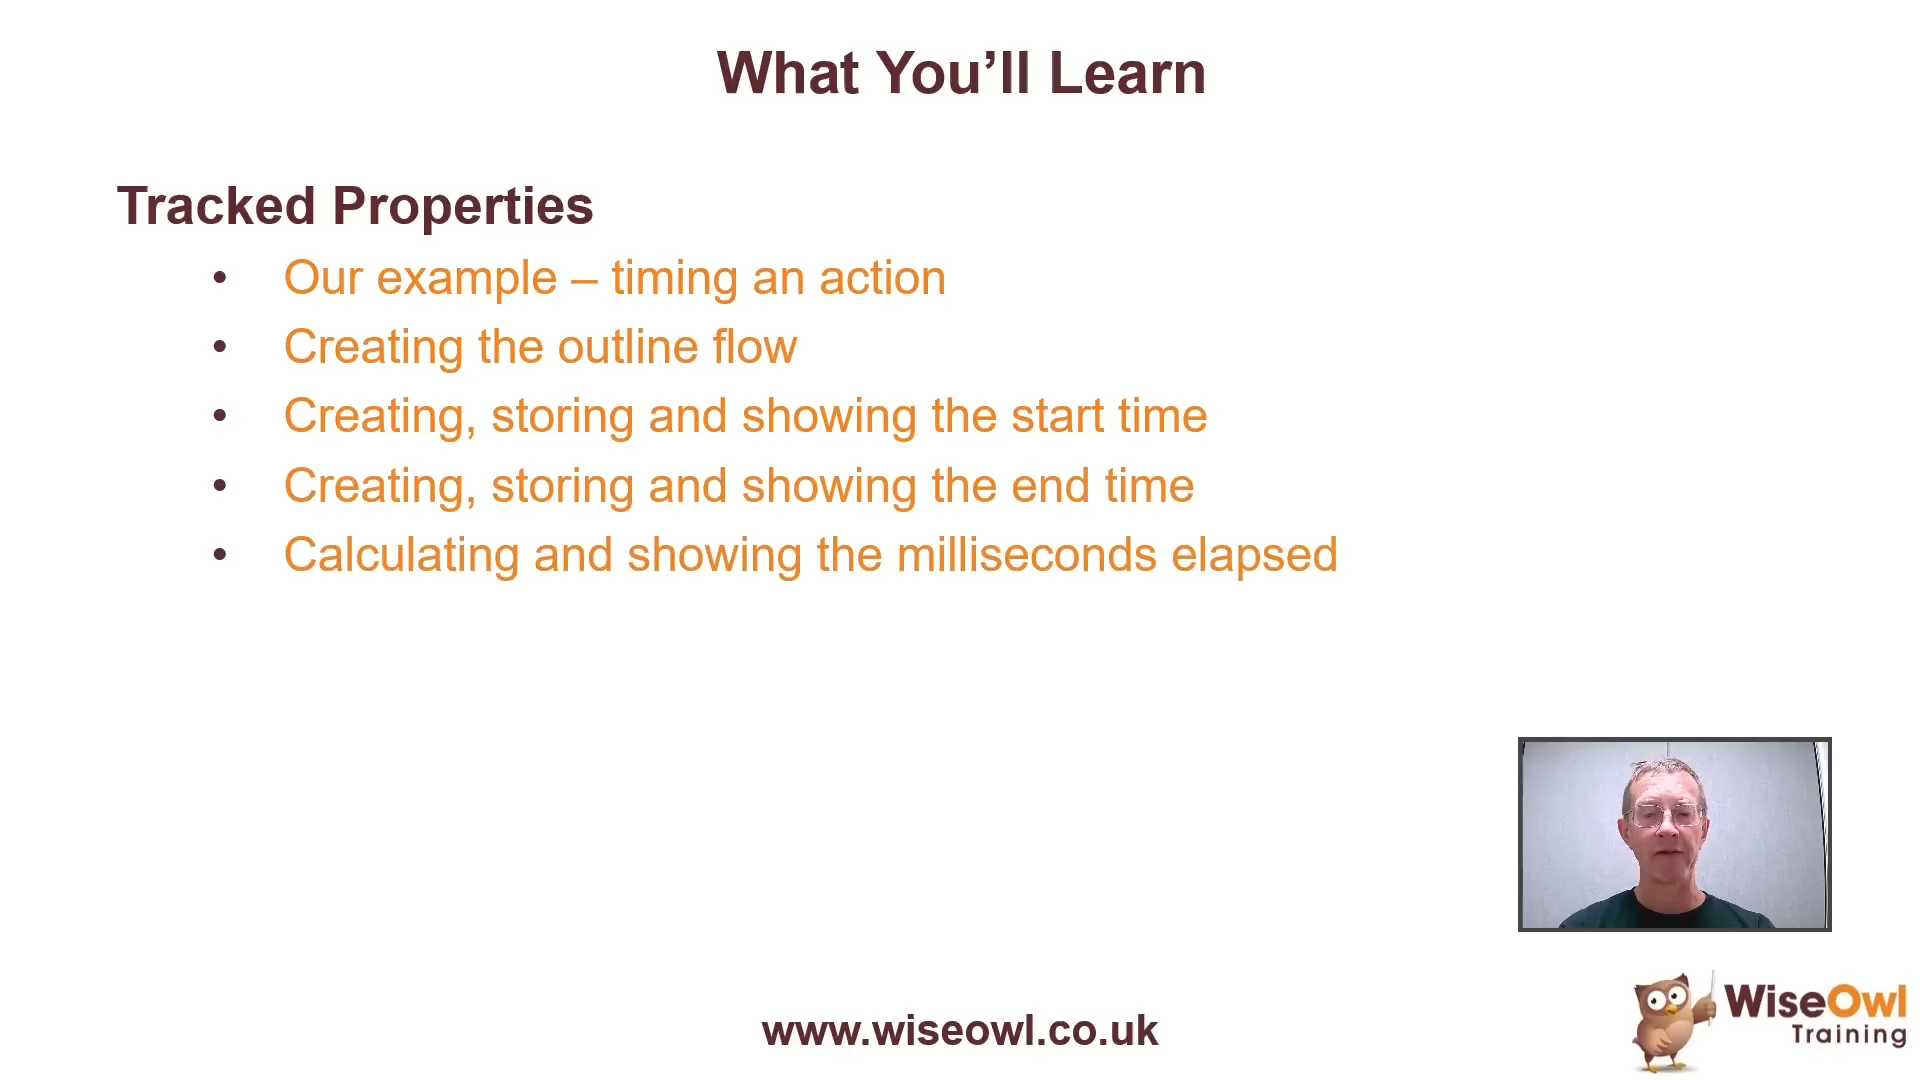 What You’ll Learn
Tracked Properties
• Our example – timing an action
• Creating the outline flow
• Creating, storing and showing the start time
• Creating, storing and showing the end time
• Calculating and showing the milliseconds elapsed
www.wiseowl.co.uk
WiseOwl
Training